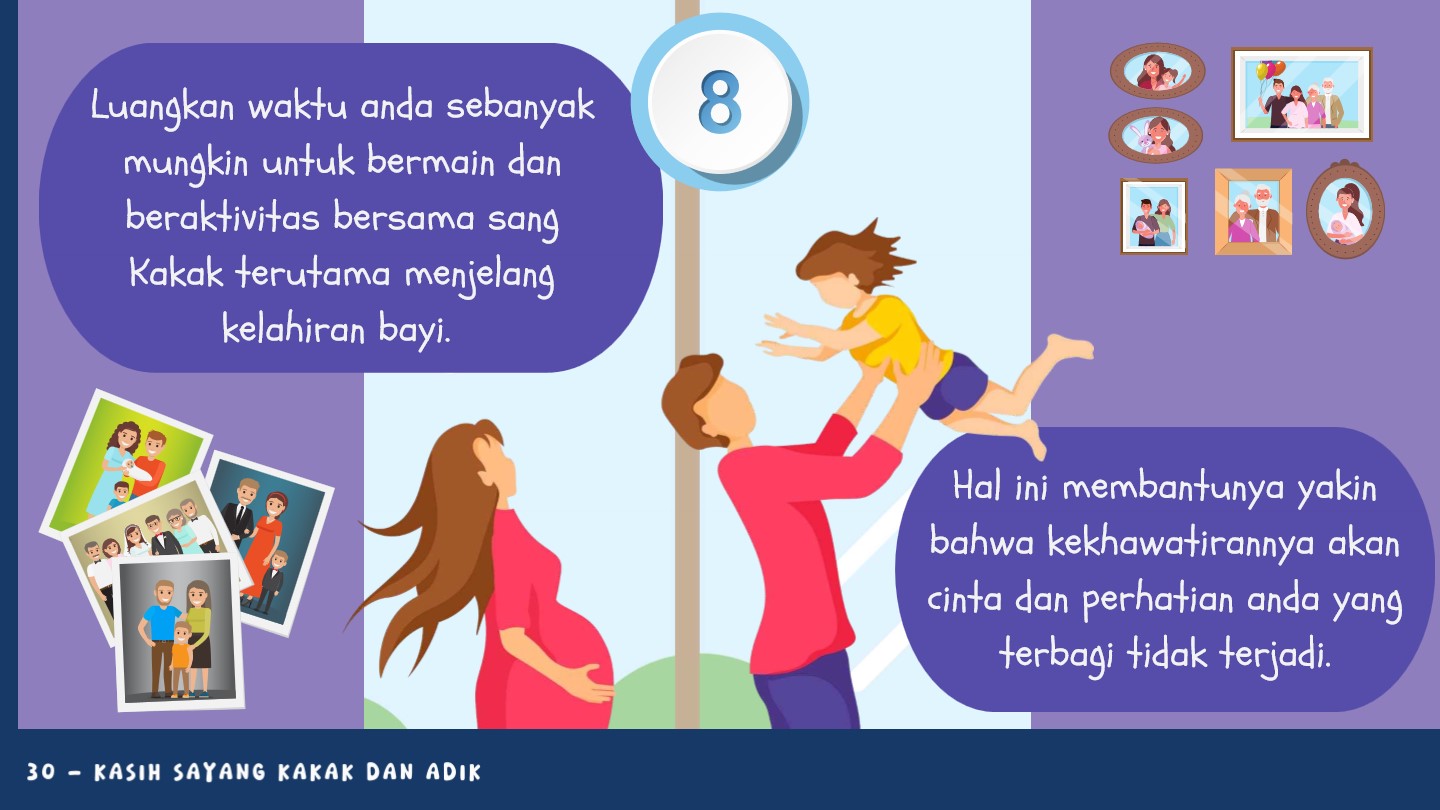 Luangkan waktu anda sebanyak
mungkin untuk bermain dan
beraktivitas bersama sang
Kakak terutama menjelang
kelahiran bayi.
8
Hal ini membantunya yakin
bahwa kekhawatirannya akan
cinta dan perhatian anda yang
terbagi tidak terjadi.
30 - KASIH SAYANG KAKAK DAN ADIK